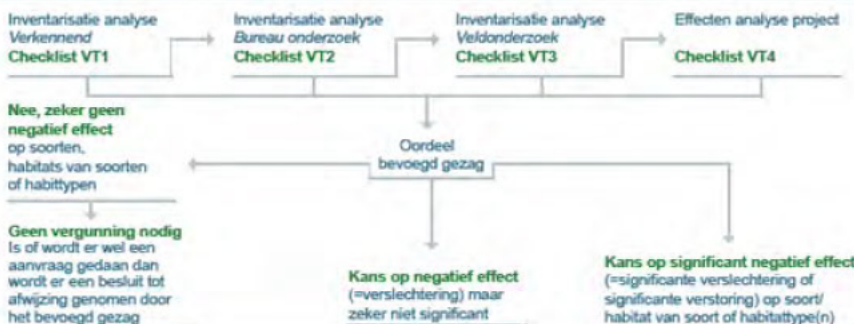 Inventarisatie analyse
Verkennend
Checklist VT1
Inventarisatie analyse
Bureau onderzoek
Checklist VT2
Inventarisatie analyse
Veldonderzoek
Checklist VT3
Effecten analyse project
Checklist VT4
Nee, zeker geen
negatief effect
op soorten,
habitats van soorten
of habittypen
Oordeel
bevoegd gezag
Geen vergunning nodig
Is of wordt er wel een
aanvraag gedaan dan
wordt er een besluit tot
afwijzing genomen door
het bevoegd gezag
Kans op negatief effect
(=verslechtering) maar
zeker niet significant
Kans op significant negatief effect
(=significante verslechtering of
significante verstoring) op soort/
habitat van soort of habitattype(n)